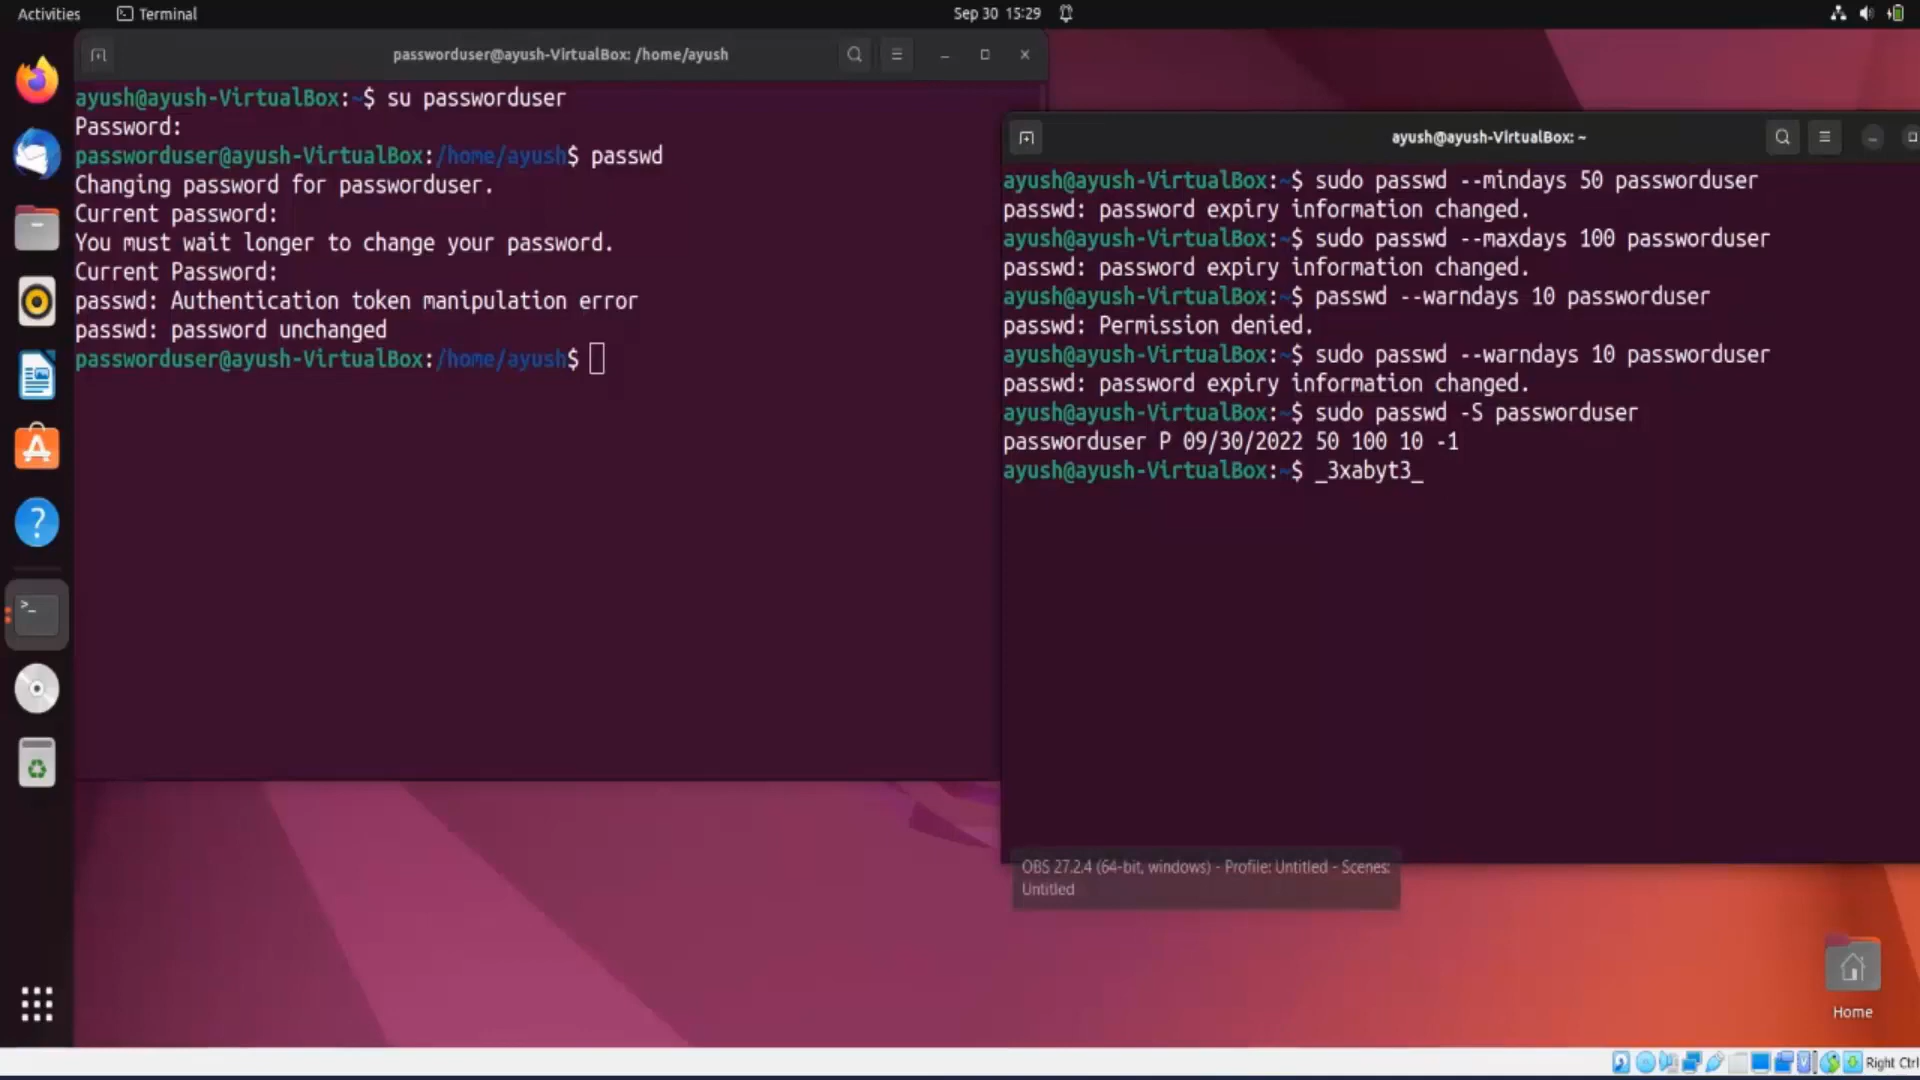 Activities
Terminal
Sep 30 15:29
passworduser@ayush-VirtualBox: /home/ayush
ayush@ayush-VirtualBox:~$ su passworduser
Password:
passworduser@ayush-VirtualBox:/home/ayush$ passwd
Changing password for passworduser.
Current password:
You must wait longer to change your password.
Current Password:
passwd: Authentication token manipulation error
passwd: password unchanged
passworduser@ayush-VirtualBox:/home/ayush$
ayush@ayush-VirtualBox: ~
ayush@ayush-VirtualBox:~$ sudo passwd --mindays 50 passworduser
passwd: password expiry information changed.
ayush@ayush-VirtualBox:~$ sudo passwd --maxdays 100 passworduser
passwd: password expiry information changed.
ayush@ayush-VirtualBox:~$ passwd --warndays 10 passworduser
passwd: Permission denied.
ayush@ayush-VirtualBox:~$ sudo passwd --warndays 10 passworduser
passwd: password expiry information changed.
ayush@ayush-VirtualBox:~$ sudo passwd -S passworduser
passworduser P 09/30/2022 50 100 10 -1
ayush@ayush-VirtualBox:~$ _3xabyt3_
OBS 27.2.4 (64-bit, windows) - Profile: Untitled - Scenes:
Untitled
Home
Right Ctrl